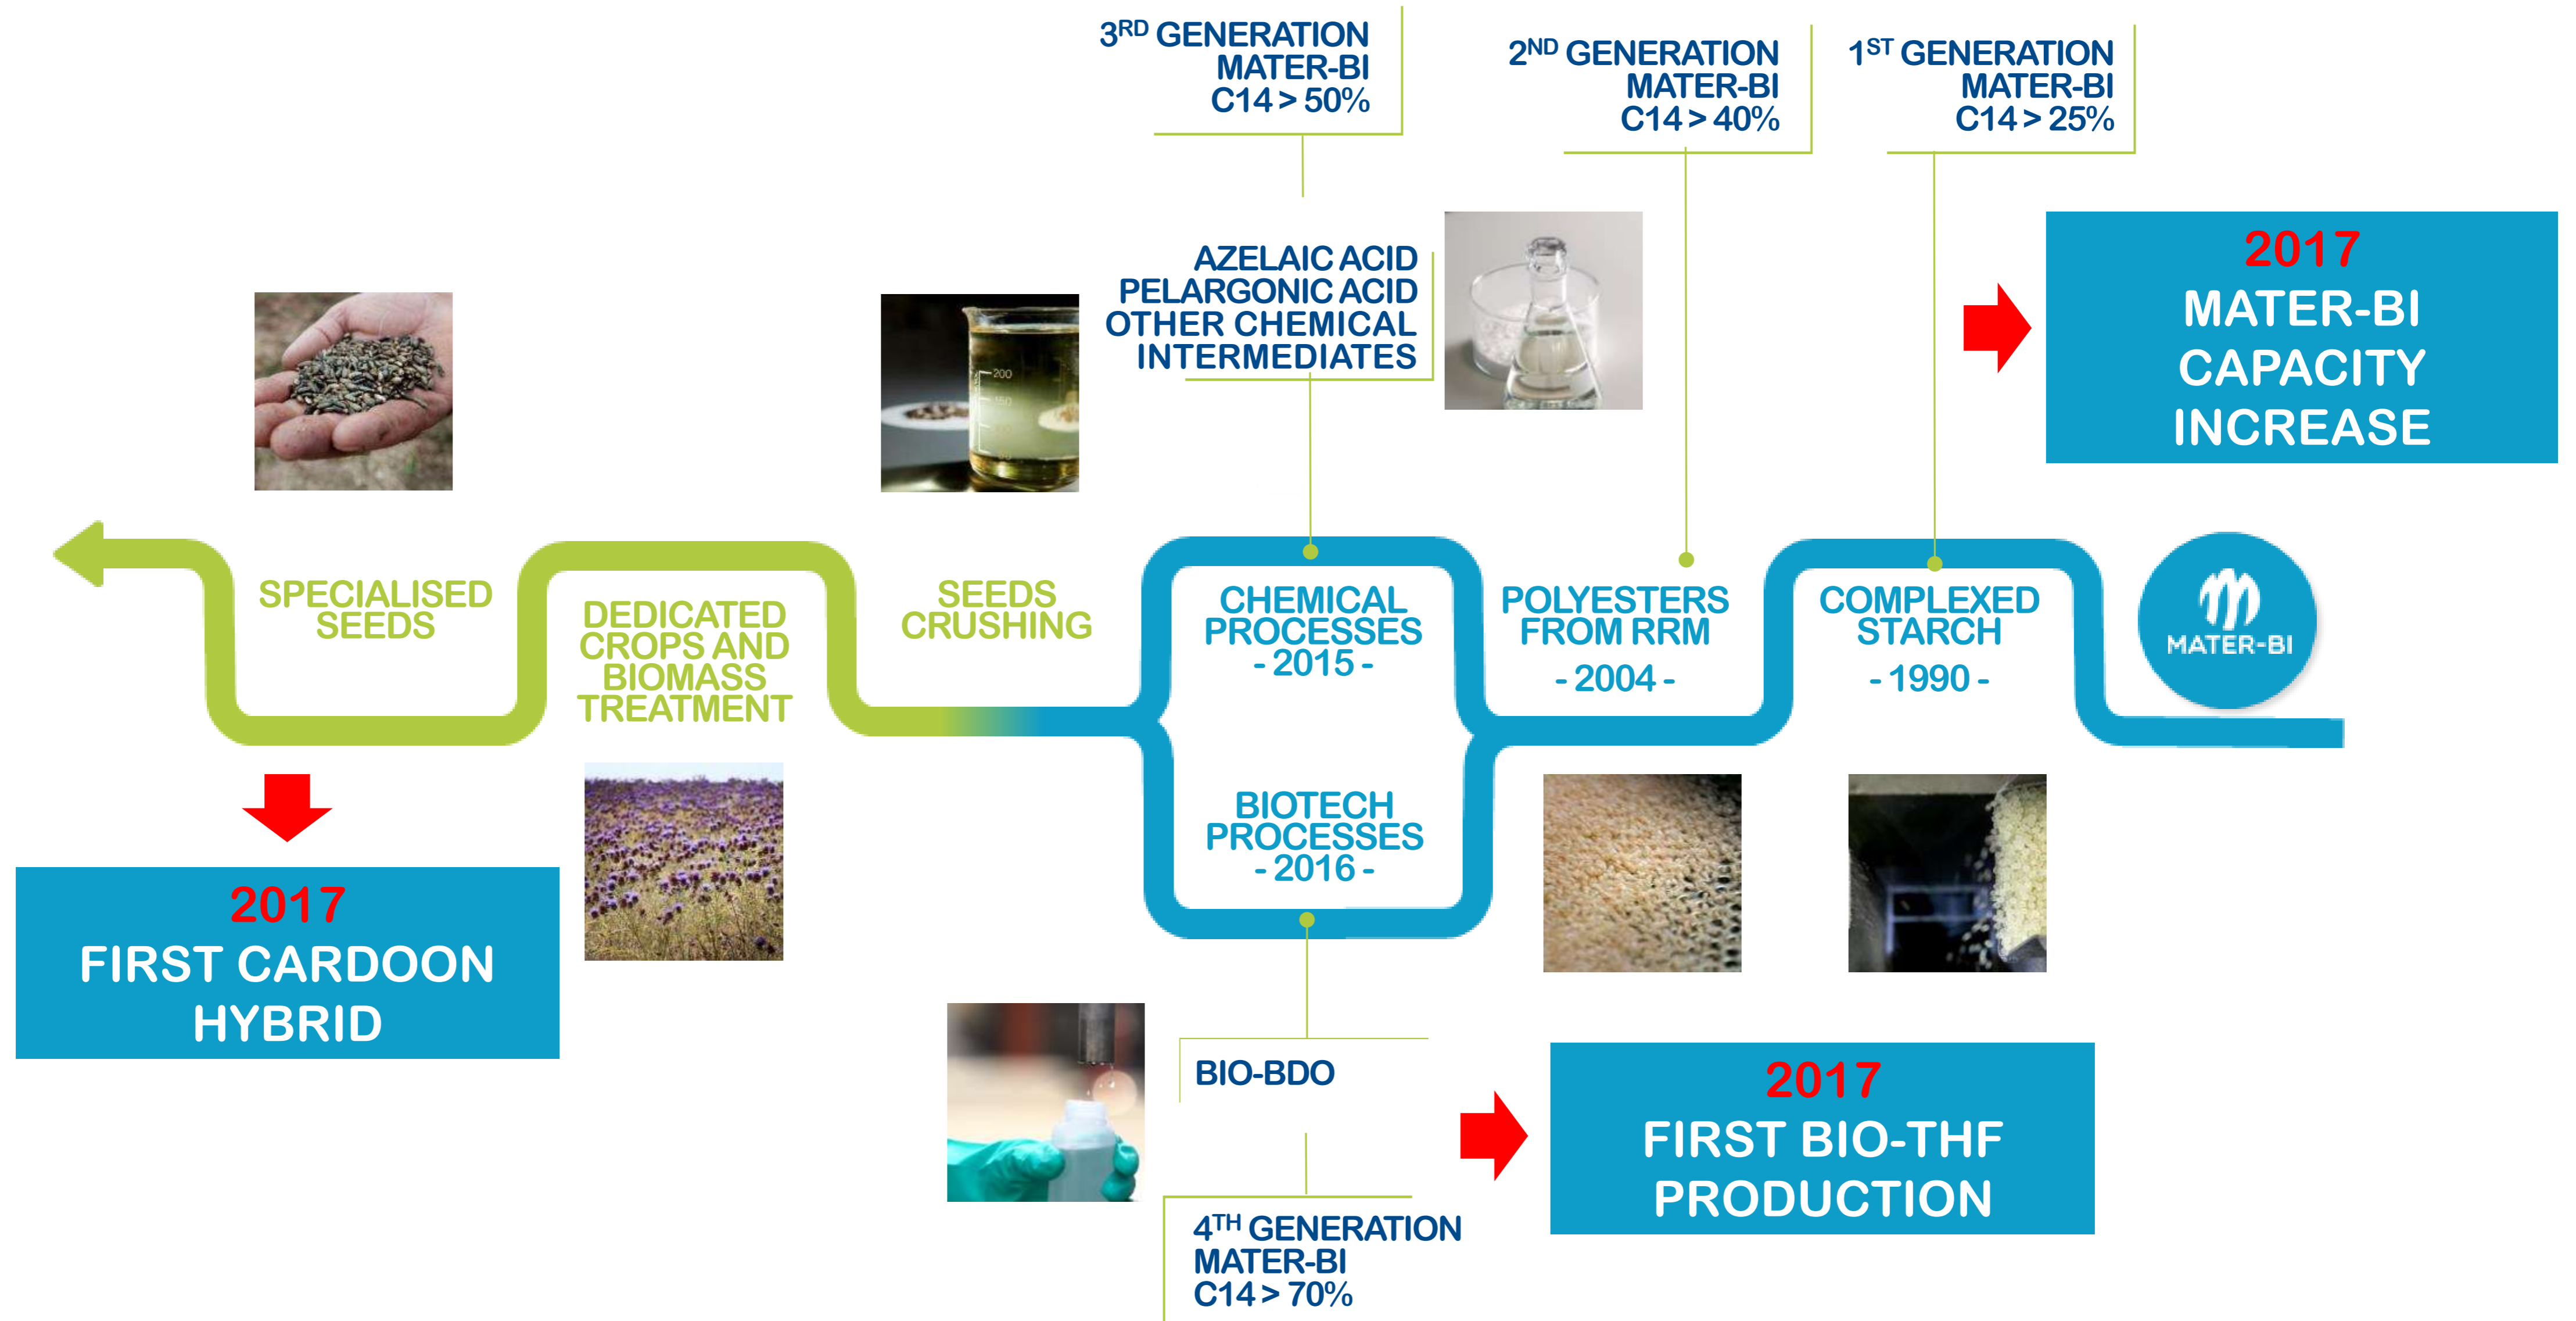 3RD GENERATION
MATER-BI
C14 > 50%
2ND GENERATION
MATER-BI
C14 > 40%
1ST GENERATION
MATER-BI
C14 > 25%
AZELAIC ACID
PELARGONIC ACID
OTHER CHEMICAL
INTERMEDIATES
2017
MATER-BI
CAPACITY
INCREASE
200
150
SPECIALISED
SEEDS
DEDICATED
CROPS AND
BIOMASS
TREATMENT
SEEDS
CRUSHING
CHEMICAL
PROCESSES
- 2015 -
POLYESTERS
FROM RRM
- 2004 -
COMPLEXED
STARCH
- 1990 -
MATER-BI
BIOTECH
PROCESSES
- 2016 -
2017
FIRST CARDOON
HYBRID
BIO-BDO
2017
FIRST BIO-THF
PRODUCTION
4TH GENERATION
MATER-BI
C14 > 70%